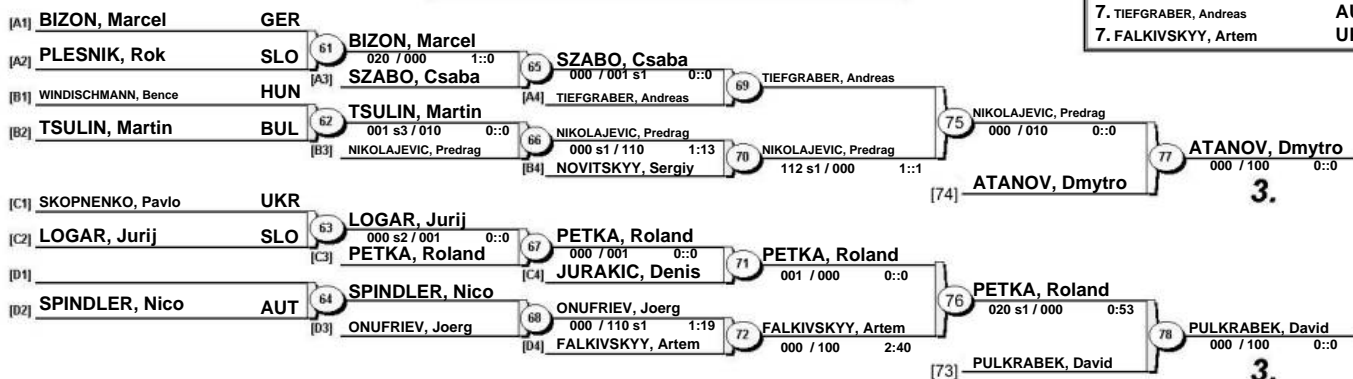 7. TIEFGRABER, Andreas
7. FALKIVSKYY, Artem
[A1] BIZON, Marcel GER
[A2] PLESNIK, Rok SLO
61 BIZON, Marcel
020 / 000 1::0
[A3] SZABO, Csaba
65 SZABO, Csaba
000 / 001 s1 0::0
[A4] TIEFGRABER, Andreas
69 TIEFGRABER, Andreas
[B1] WINDISCHMANN, Bence HUN
[B2] TSULIN, Martin BUL
62 TSULIN, Martin
001 s3 / 010 0::0
[B3] NIKOLAJEVIC, Predrag
66 NIKOLAJEVIC, Predrag
000 s1 / 110 1:13
[B4] NOVITSKYY, Sergiy
70 NIKOLAJEVIC, Predrag
112 s1 / 000 1::1
75 NIKOLAJEVIC, Predrag
000 / 010 0::0
[74] ATANOV, Dmytro
77 ATANOV, Dmytro
000 / 100 0::0
3.
[C1] SKOPNENKO, Pavlo UKR
[C2] LOGAR, Jurij SLO
63 LOGAR, Jurij
000 s2 / 001 0::0
[C3] PETKA, Roland
67 PETKA, Roland
000 / 001 0::0
[C4] JURAKIC, Denis
71 PETKA, Roland
001 / 000 0::0
[D1]
[D2] SPINDLER, Nico AUT
64 SPINDLER, Nico
[D3] ONUFRIEV, Joerg
68 ONUFRIEV, Joerg
000 / 110 s1 1:19
[D4] FALKIVSKYY, Artem
72 FALKIVSKYY, Artem
000 / 100 2:40
76 PETKA, Roland
020 s1 / 000 0:53
[73] PULKRABEK, David
78 PULKRABEK, David
000 / 100 0::0
3.